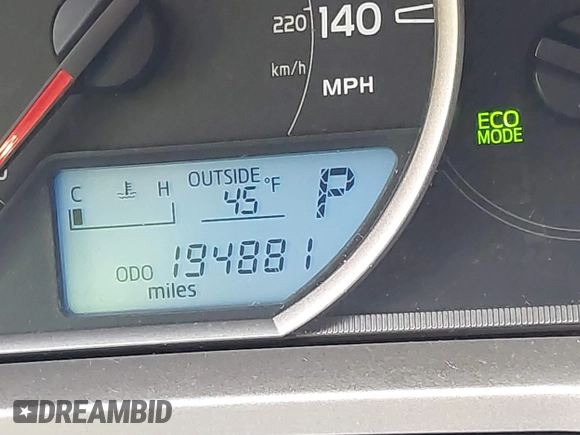 220 140
km/h
MPH
ECO
MODE
C H OUTSIDE
45 °F P
ODO 194881
miles
DREAMBID